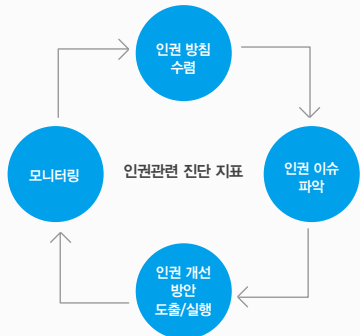 인권 방침
수렴
모니터링
인권관련 진단 지표
인권 이슈
파악
인권 개선
방안
도출/실행